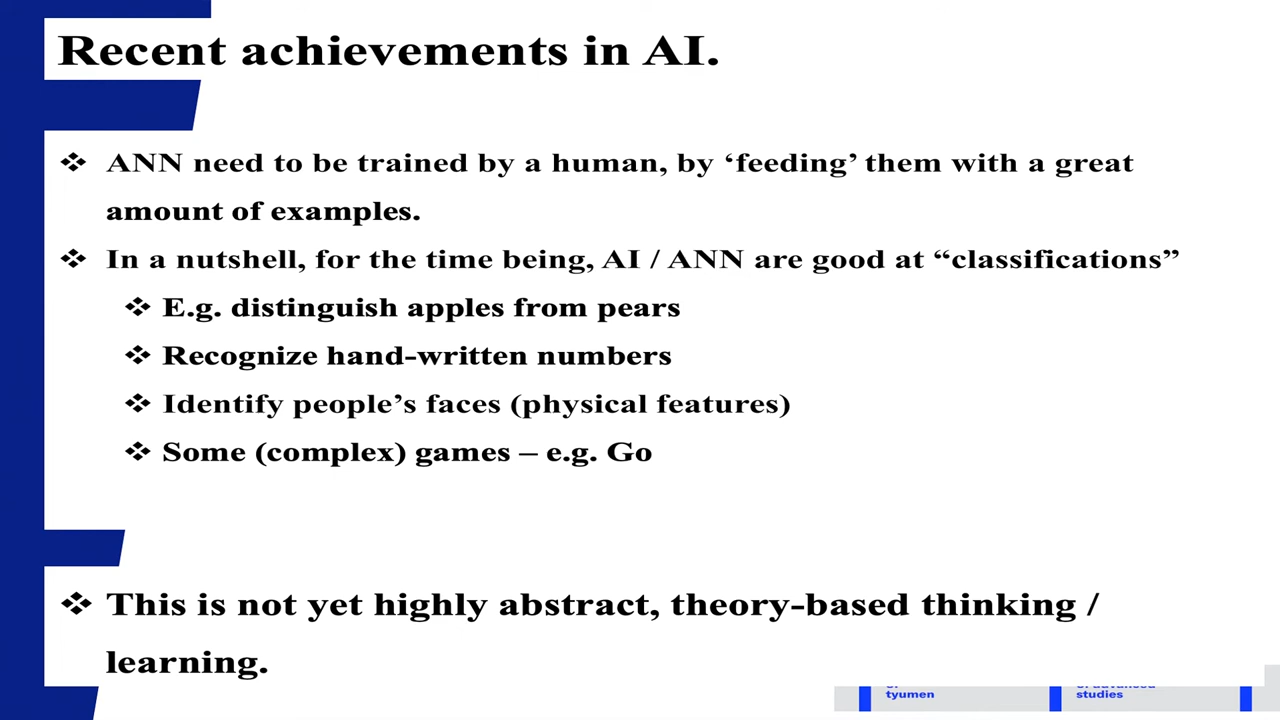 Recent achievements in AI.
❖ ANN need to be trained by a human, by ‘feeding’ them with a great
amount of examples.
❖ In a nutshell, for the time being, AI / ANN are good at “classifications”
❖ E.g. distinguish apples from pears
❖ Recognize hand-written numbers
❖ Identify people’s faces (physical features)
❖ Some (complex) games – e.g. Go
❖ This is not yet highly abstract, theory-based thinking /
learning.
of advanced
tyumen
studies